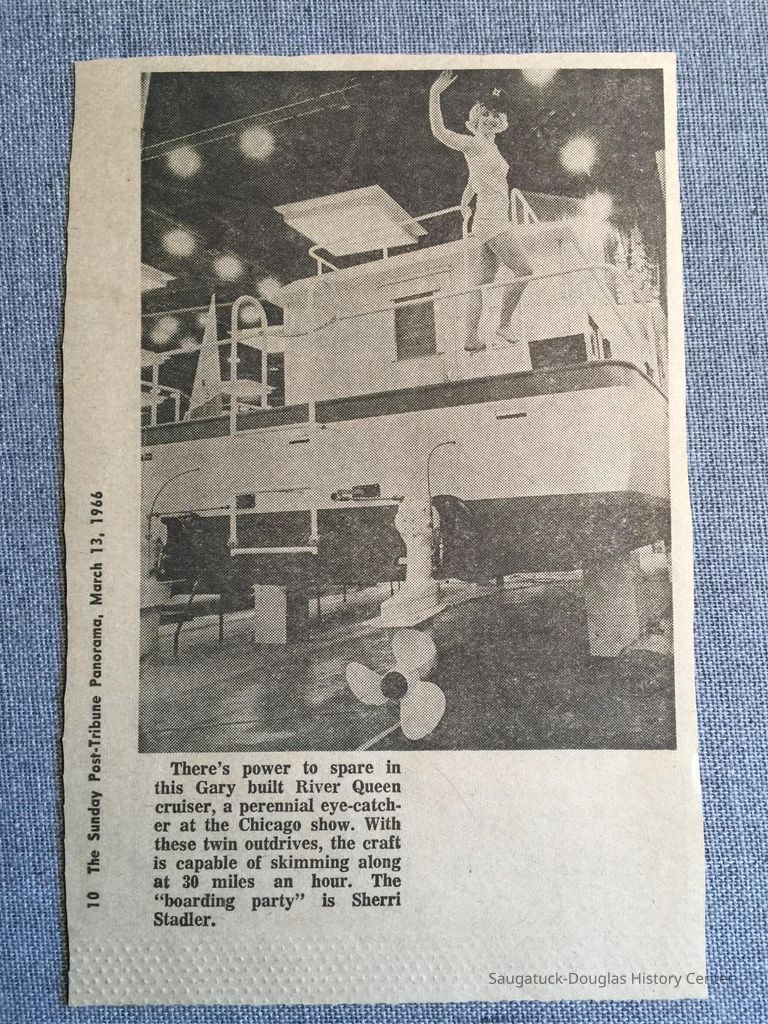 10 The Sunday Post-Tribune Panorama, March 13, 1966
There's power to spare in
this Gary built River Queen
cruiser, a perennial eye-catch-
er at the Chicago show. With
these twin outdrives, the craft
is capable of skimming along
at 30 miles an hour. The
"boarding party" is Sherri
Stadler.
Saugatuck-Douglas History Center